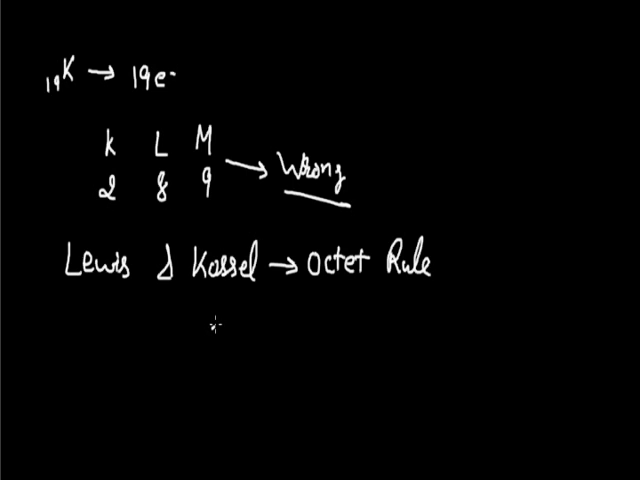 ₁₉K → 19e⁻
K L M
2 8 9 → Wrong
Lewis & Kossel → Octet Rule